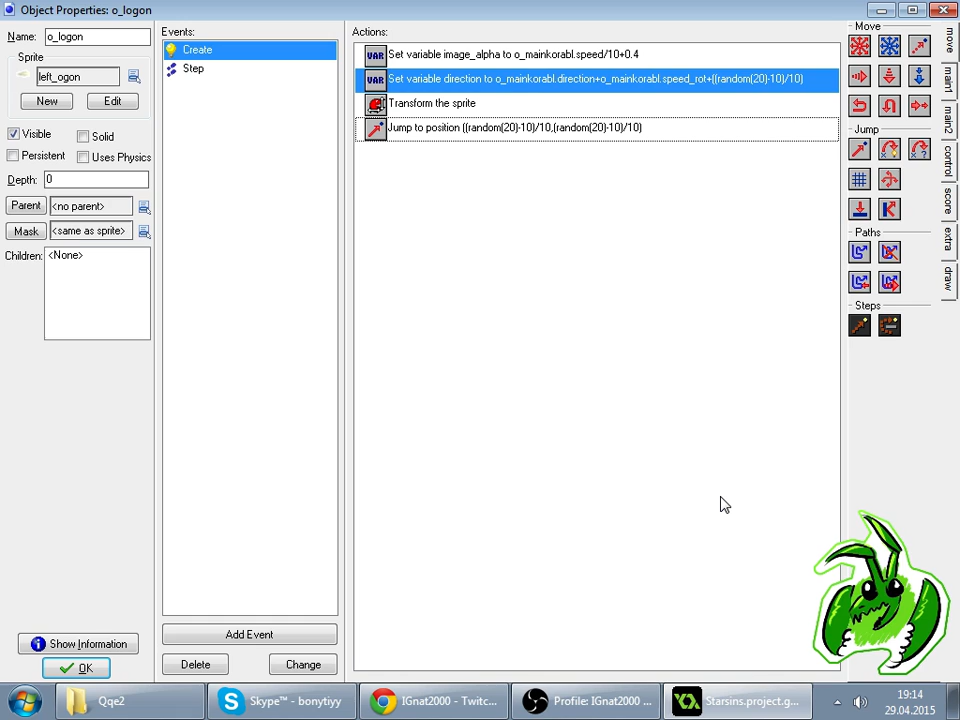 Object Properties: o_logon
Name: o_logon
Sprite
left_ogon
New Edit
Visible Solid
Persistent Uses Physics
Depth: 0
Parent <no parent>
Mask <same as sprite>
Children: <None>
Show Information
OK
Events:
Create
Step
Add Event
Delete Change
Actions:
VAR Set variable image_alpha to o_mainkorabl.speed/10+0.4
VAR Set variable direction to o_mainkorabl.direction+o_mainkorabl.speed_rot+((random(20)-10)/10)
Transform the sprite
Jump to position ((random(20)-10)/10,(random(20)-10)/10)
Move
Jump
Paths
Steps
move
main1
main2
control
score
extra
draw
Qqe2
Skype™ - bonytiyy
IGnat2000 - Twitc...
Profile: IGnat2000 ...
Starsins.project.g...
19:14
29.04.2015